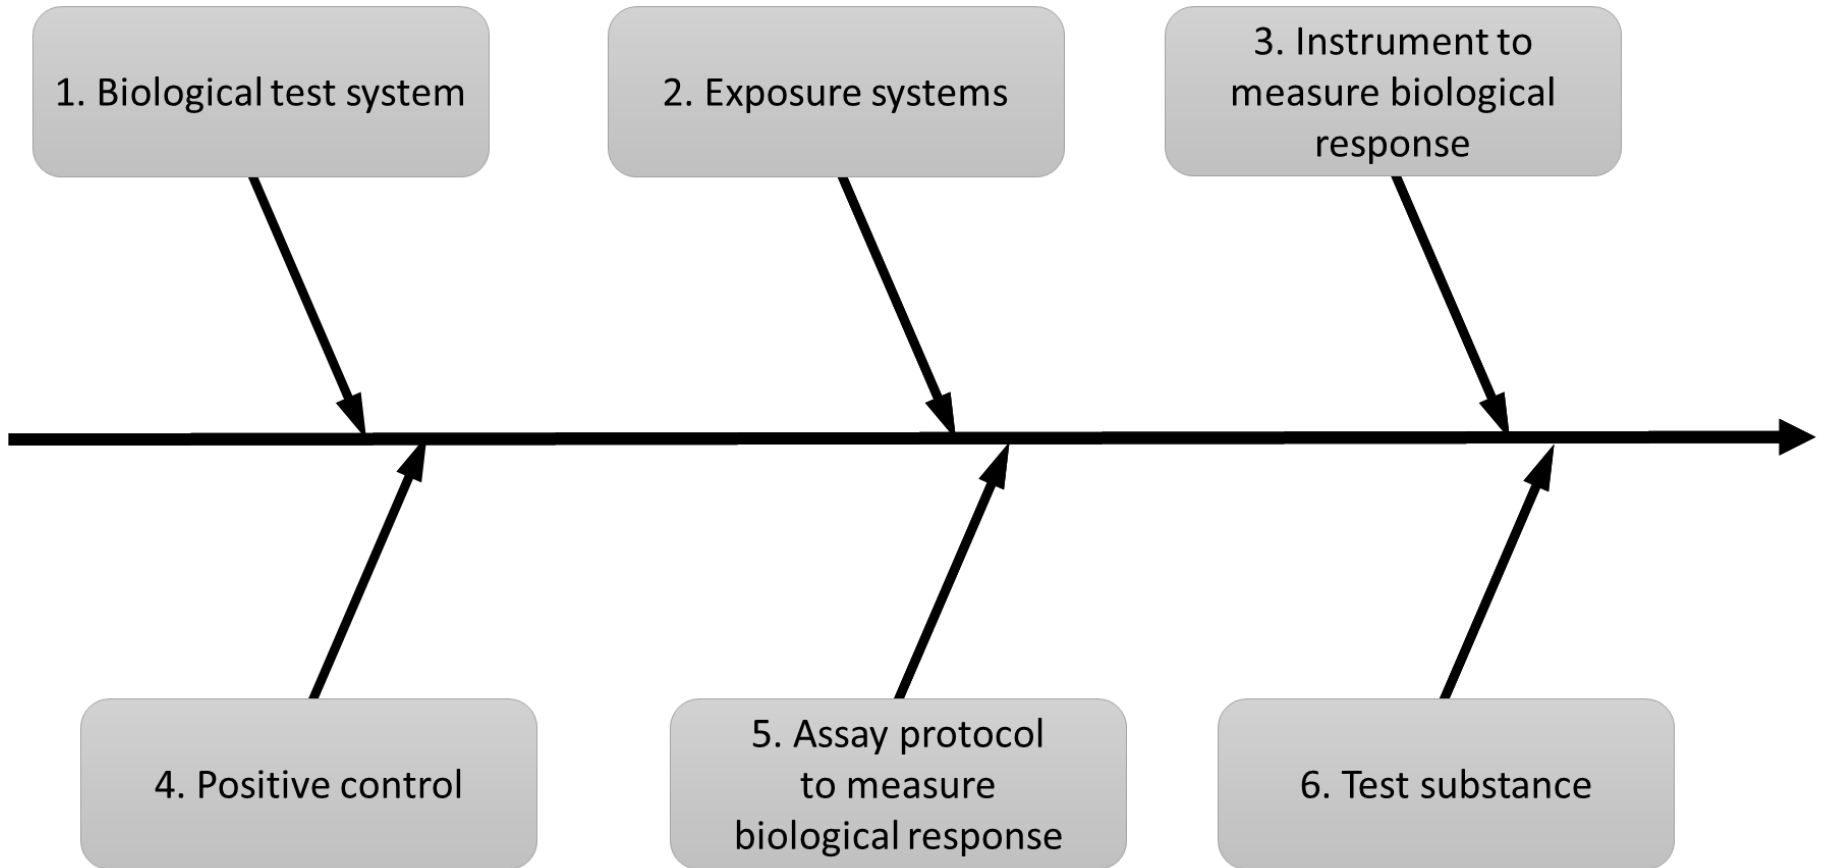 1. Biological test system
2. Exposure systems
3. Instrument to
measure biological
response
4. Positive control
5. Assay protocol
to measure
biological response
6. Test substance